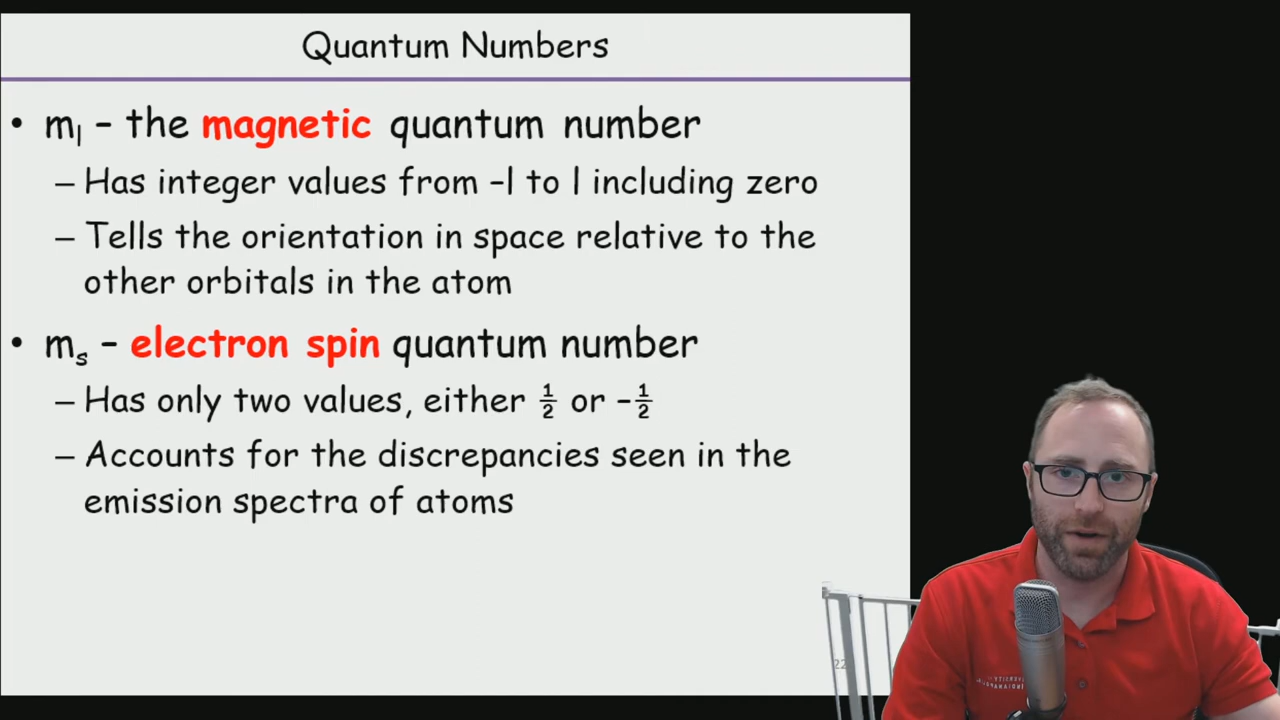 Quantum Numbers
• mₗ – the magnetic quantum number
– Has integer values from –l to l including zero
– Tells the orientation in space relative to the
other orbitals in the atom
• mₛ – electron spin quantum number
– Has only two values, either ½ or –½
– Accounts for the discrepancies seen in the
emission spectra of atoms
22